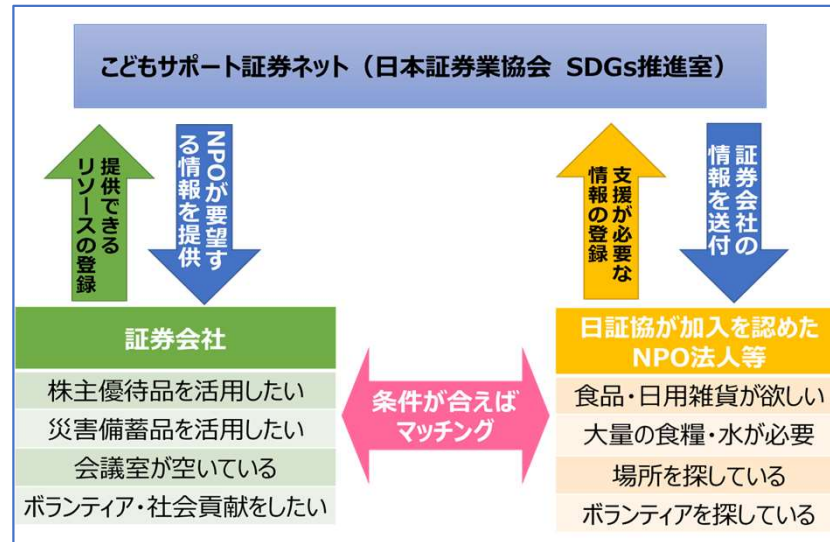 こどもサポート証券ネット（日本証券業協会 SDGs推進室）
提供できる
リソースの登録
NPOが要望す
る情報を提供
支援が必要な
情報の登録
証券会社の
情報を送付
証券会社
株主優待品を活用したい
災害備蓄品を活用したい
会議室が空いている
ボランティア・社会貢献をしたい
条件が合えば
マッチング
日証協が加入を認めた
NPO法人等
食品・日用雑貨が欲しい
大量の食糧・水が必要
場所を探している
ボランティアを探している